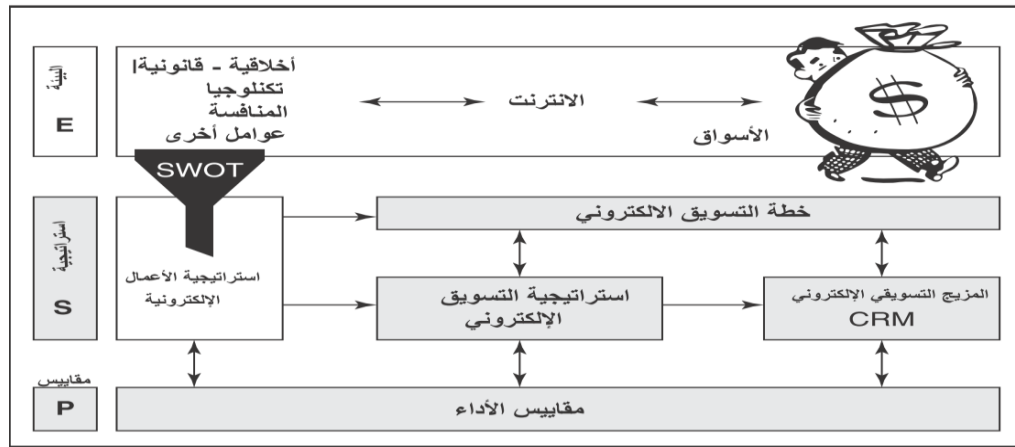 البيئة
E
أخلاقية - قانونية|
تكنلوجيا
المنافسة
عوامل أخرى
الانترنت
الأسواق
$
SWOT
استراتيجية
S
استراتيجية الأعمال
الإلكترونية
خطة التسويق الالكتروني
استراتيجية التسويق
الإلكتروني
المزيج التسويقي الإلكتروني
CRM
مقاييس
P
مقاييس الأداء